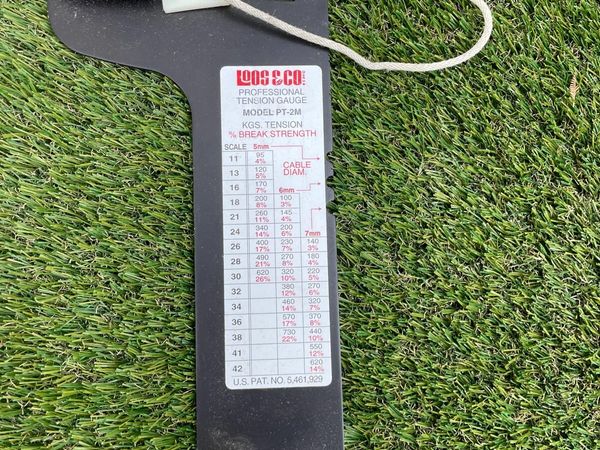 LOOS & CO. INC.
PROFESSIONAL
TENSION GAUGE
MODEL PT-2M
KGS. TENSION
% BREAK STRENGTH
SCALE 5mm
11 95
4%
CABLE
DIAM.
13 120
5%
16 170
7% 6mm
18 200 100
8% 3%
21 260 145
11% 4%
24 340 200
14% 6% 7mm
26 400 230 140
17% 7% 3%
28 490 270 180
21% 8% 4%
30 620 320 220
26% 10% 5%
32 380 270
12% 6%
34 460 320
14% 7%
36 570 370
17% 8%
38 730 440
22% 10%
41 550
12%
42 620
14%
U.S. PAT. NO. 5,461,929